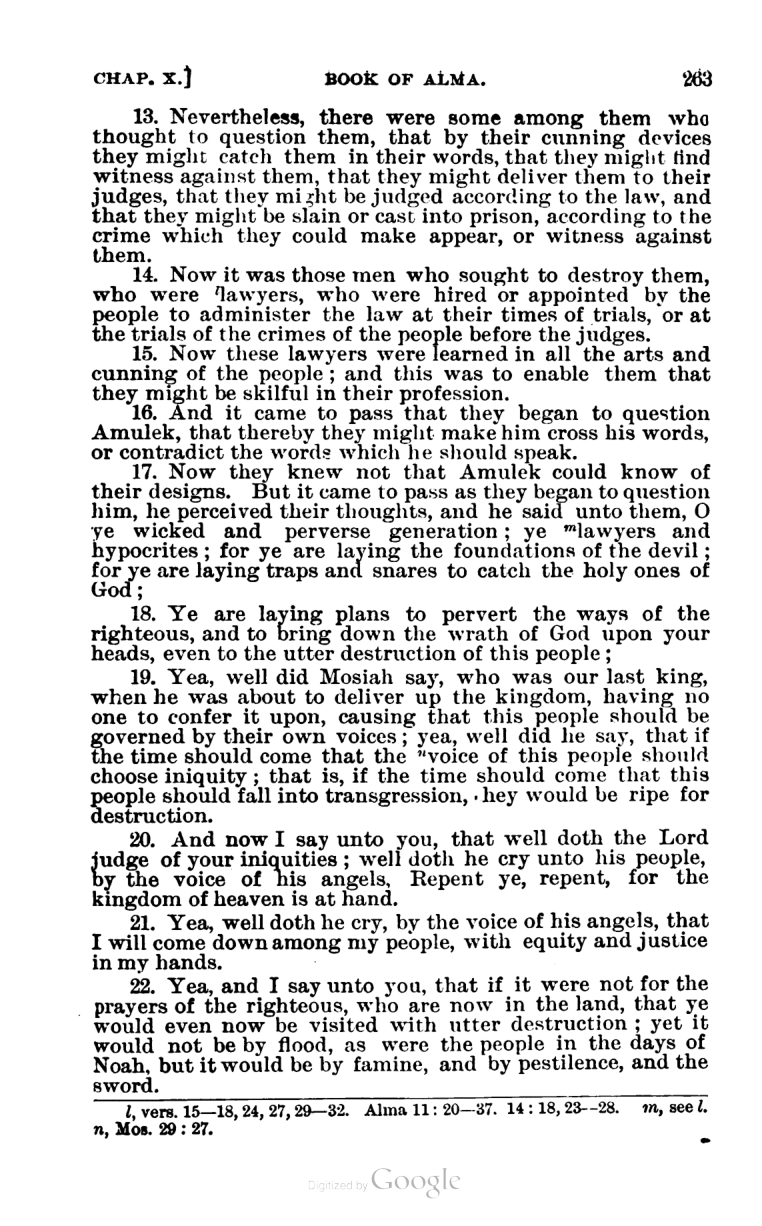 CHAP. X.] BOOK OF ALMA. 263
13. Nevertheless, there were some among them who
thought to question them, that by their cunning devices
they might catch them in their words, that they might find
witness against them, that they might deliver them to their
judges, that they might be judged according to the law, and
that they might be slain or cast into prison, according to the
crime which they could make appear, or witness against
them.
14. Now it was those men who sought to destroy them,
who were ˡlawyers, who were hired or appointed by the
people to administer the law at their times of trials, or at
the trials of the crimes of the people before the judges.
15. Now these lawyers were learned in all the arts and
cunning of the people; and this was to enable them that
they might be skilful in their profession.
16. And it came to pass that they began to question
Amulek, that thereby they might make him cross his words,
or contradict the words which he should speak.
17. Now they knew not that Amulek could know of
their designs. But it came to pass as they began to question
him, he perceived their thoughts, and he said unto them, O
ye wicked and perverse generation; ye ᵐlawyers and
hypocrites; for ye are laying the foundations of the devil;
for ye are laying traps and snares to catch the holy ones of
God;
18. Ye are laying plans to pervert the ways of the
righteous, and to bring down the wrath of God upon your
heads, even to the utter destruction of this people;
19. Yea, well did Mosiah say, who was our last king,
when he was about to deliver up the kingdom, having no
one to confer it upon, causing that this people should be
governed by their own voices; yea, well did he say, that if
the time should come that the ⁿvoice of this people should
choose iniquity; that is, if the time should come that this
people should fall into transgression, hey would be ripe for
destruction.
20. And now I say unto you, that well doth the Lord
judge of your iniquities; well doth he cry unto his people,
by the voice of his angels, Repent ye, repent, for the
kingdom of heaven is at hand.
21. Yea, well doth he cry, by the voice of his angels, that
I will come down among my people, with equity and justice
in my hands.
22. Yea, and I say unto you, that if it were not for the
prayers of the righteous, who are now in the land, that ye
would even now be visited with utter destruction; yet it
would not be by flood, as were the people in the days of
Noah, but it would be by famine, and by pestilence, and the
sword.
l, vers. 15—18, 24, 27, 29—32. Alma 11: 20—37. 14: 18, 23--28. m, see l.
n, Mos. 29: 27.
Digitized by Google